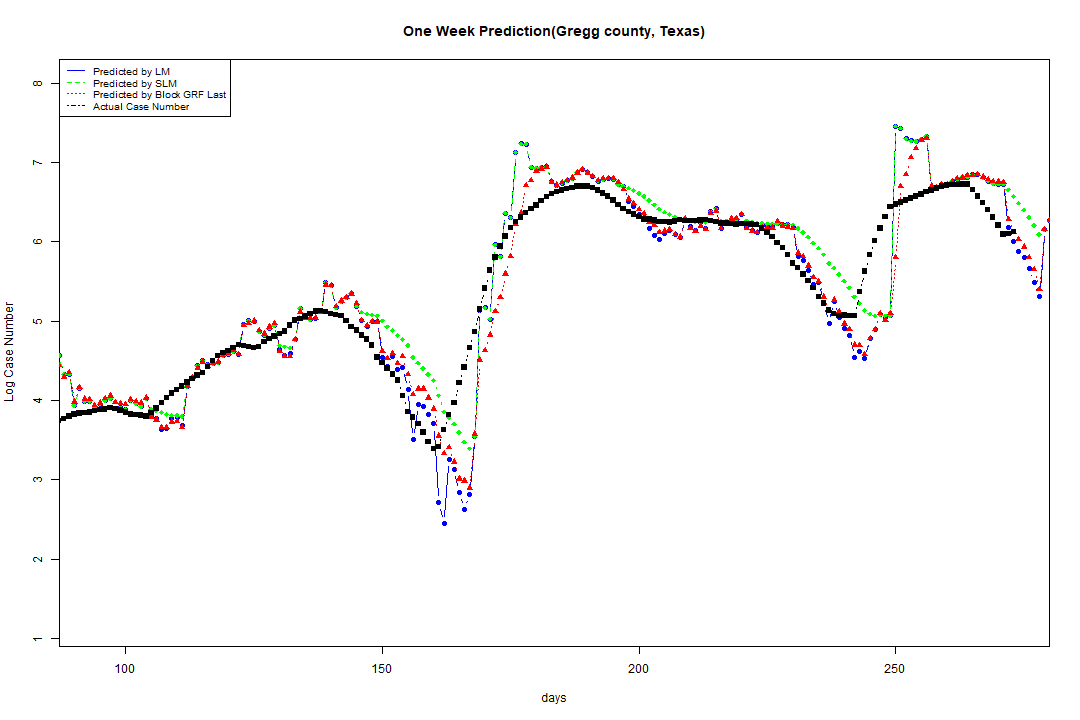 One Week Prediction(Gregg county, Texas)
Predicted by LM
Predicted by SLM
Predicted by Block GRF Last
Actual Case Number
8
7
6
5
4
3
2
1
Log Case Number
100 150 200 250
days